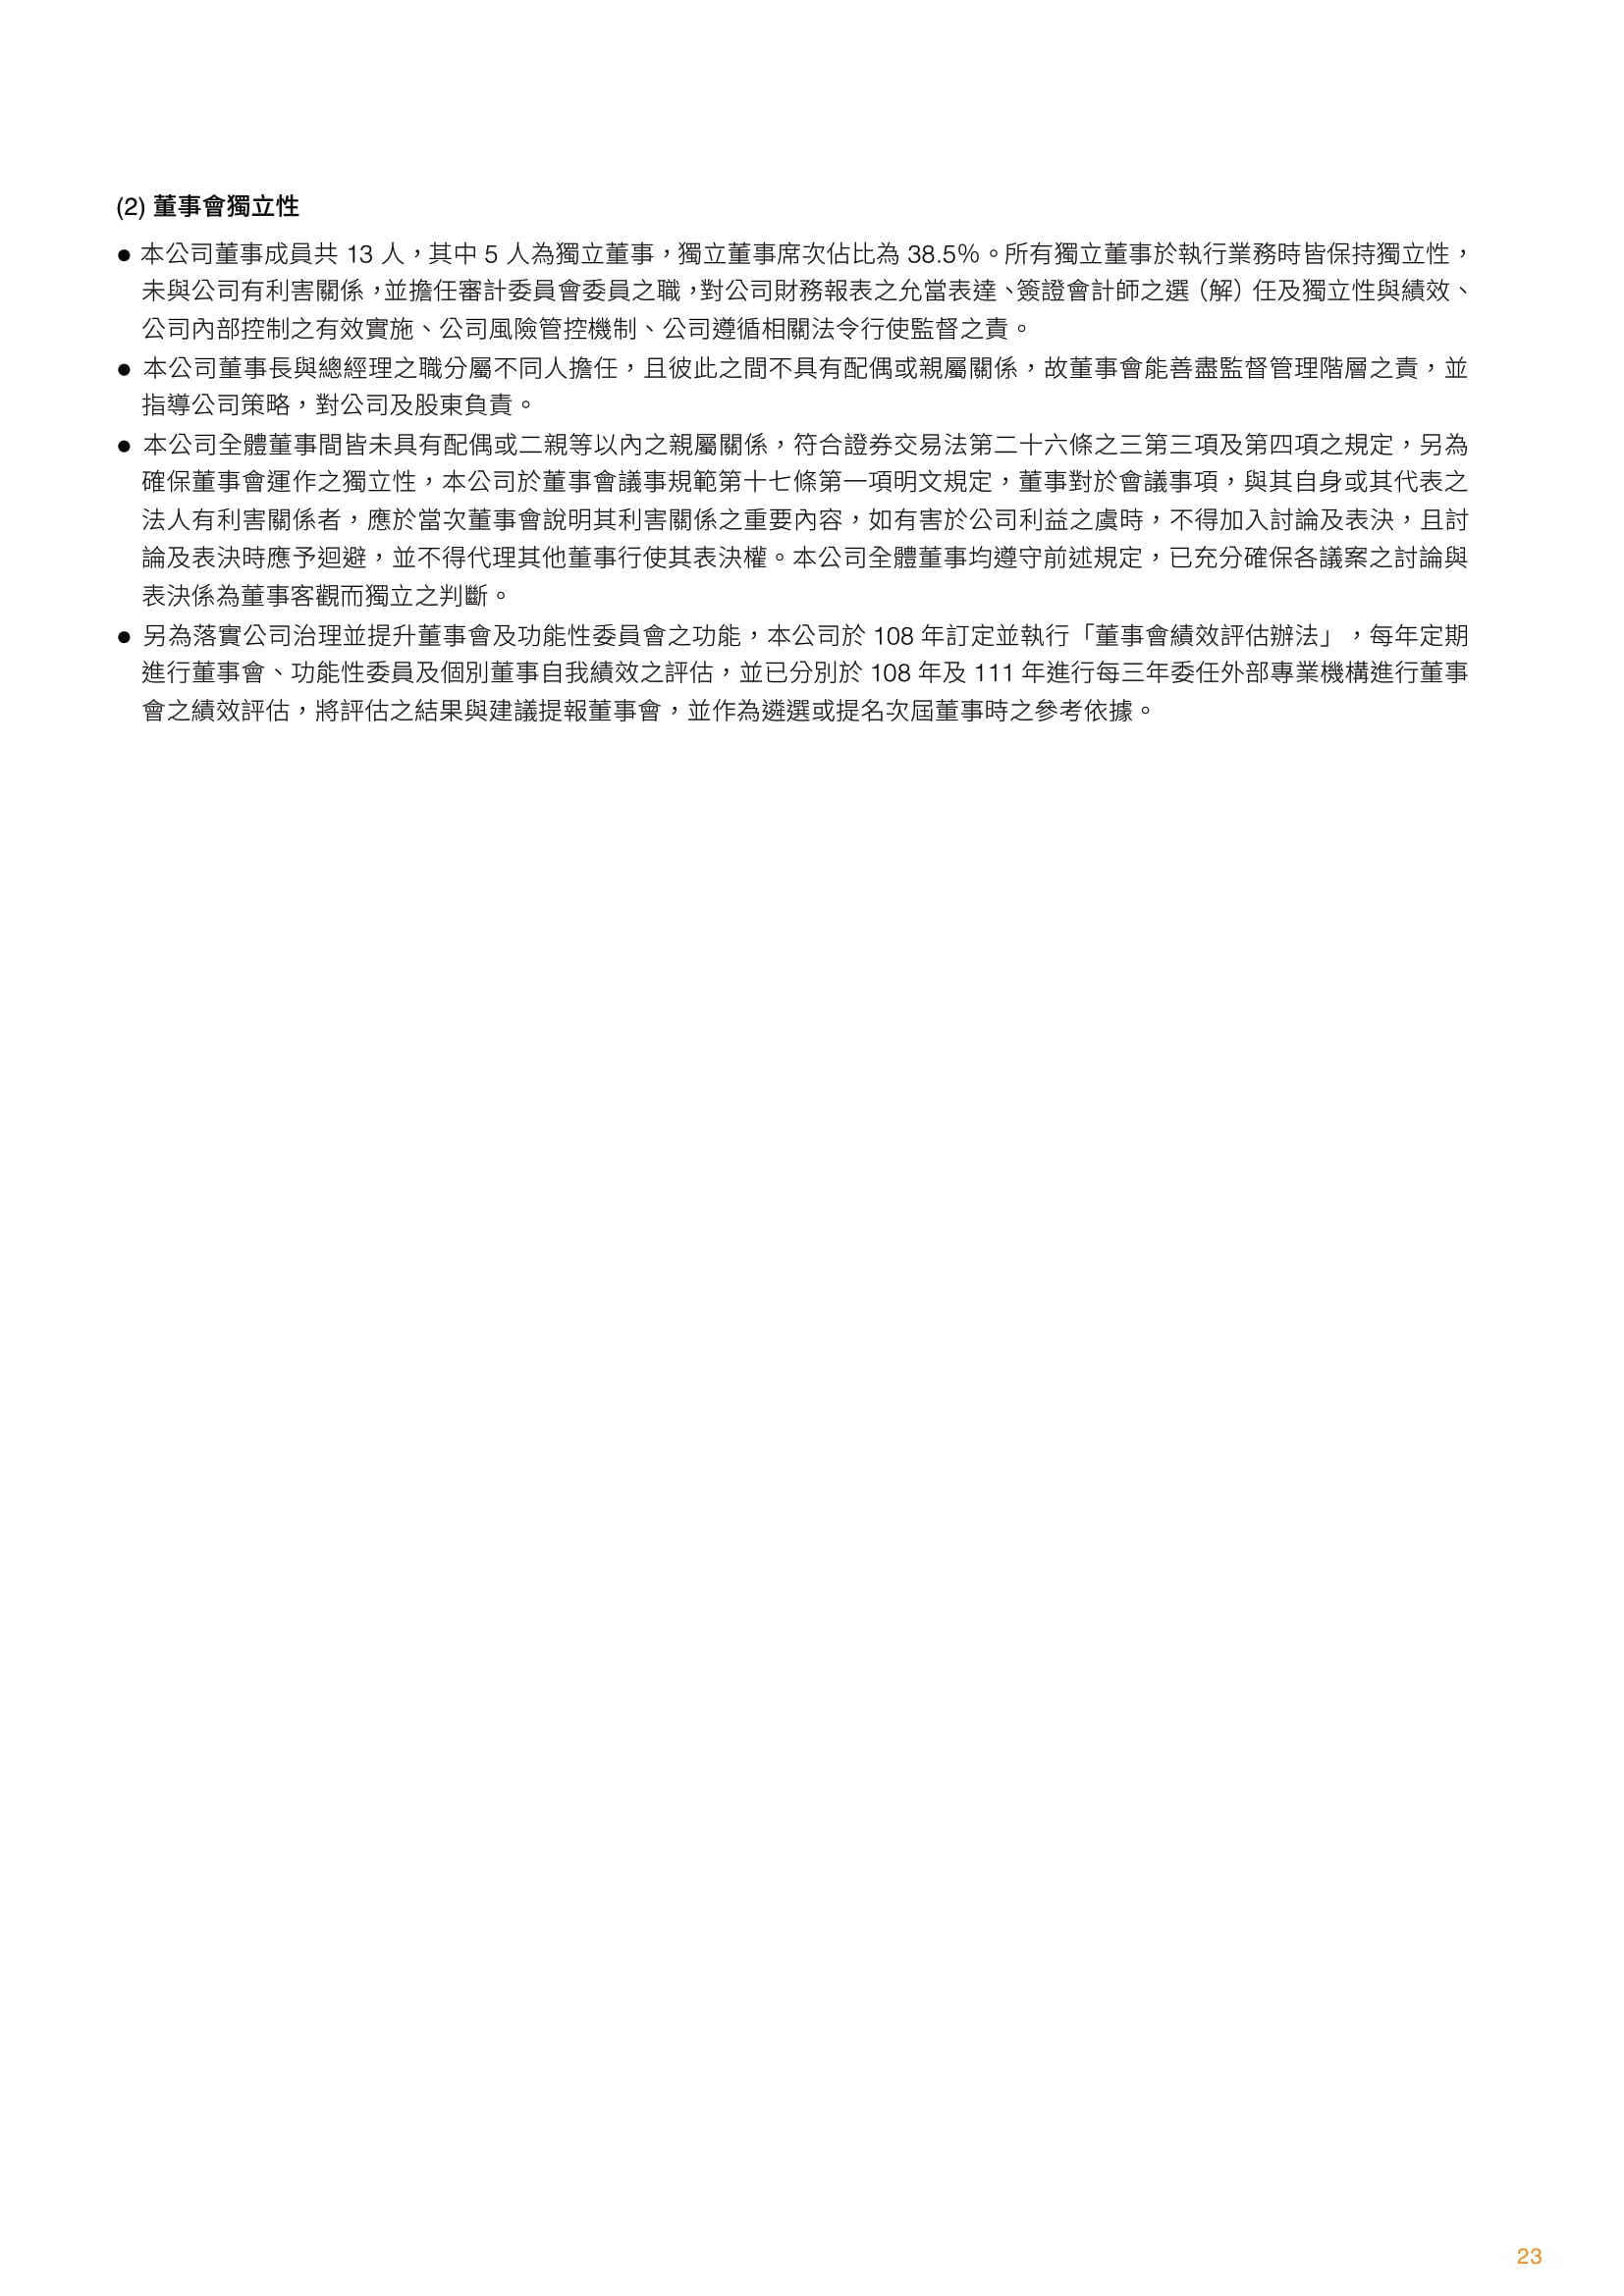 (2) 董事會獨立性
● 本公司董事成員共 13 人，其中 5 人為獨立董事，獨立董事席次佔比為 38.5%。所有獨立董事於執行業務時皆保持獨立性，
未與公司有利害關係，並擔任審計委員會委員之職，對公司財務報表之允當表達、簽證會計師之選（解）任及獨立性與績效、
公司內部控制之有效實施、公司風險管控機制、公司遵循相關法令行使監督之責。
● 本公司董事長與總經理之職分屬不同人擔任，且彼此之間不具有配偶或親屬關係，故董事會能善盡監督管理階層之責，並
指導公司策略，對公司及股東負責。
● 本公司全體董事間皆未具有配偶或二親等以內之親屬關係，符合證券交易法第二十六條之三第三項及第四項之規定，另為
確保董事會運作之獨立性，本公司於董事會議事規範第十七條第一項明文規定，董事對於會議事項，與其自身或其代表之
法人有利害關係者，應於當次董事會說明其利害關係之重要內容，如有害於公司利益之虞時，不得加入討論及表決，且討
論及表決時應予迴避，並不得代理其他董事行使其表決權。本公司全體董事均遵守前述規定，已充分確保各議案之討論與
表決係為董事客觀而獨立之判斷。
● 另為落實公司治理並提升董事會及功能性委員會之功能，本公司於 108 年訂定並執行「董事會績效評估辦法」，每年定期
進行董事會、功能性委員及個別董事自我績效之評估，並已分別於 108 年及 111 年進行每三年委任外部專業機構進行董事
會之績效評估，將評估之結果與建議提報董事會，並作為遴選或提名次屆董事時之參考依據。
23